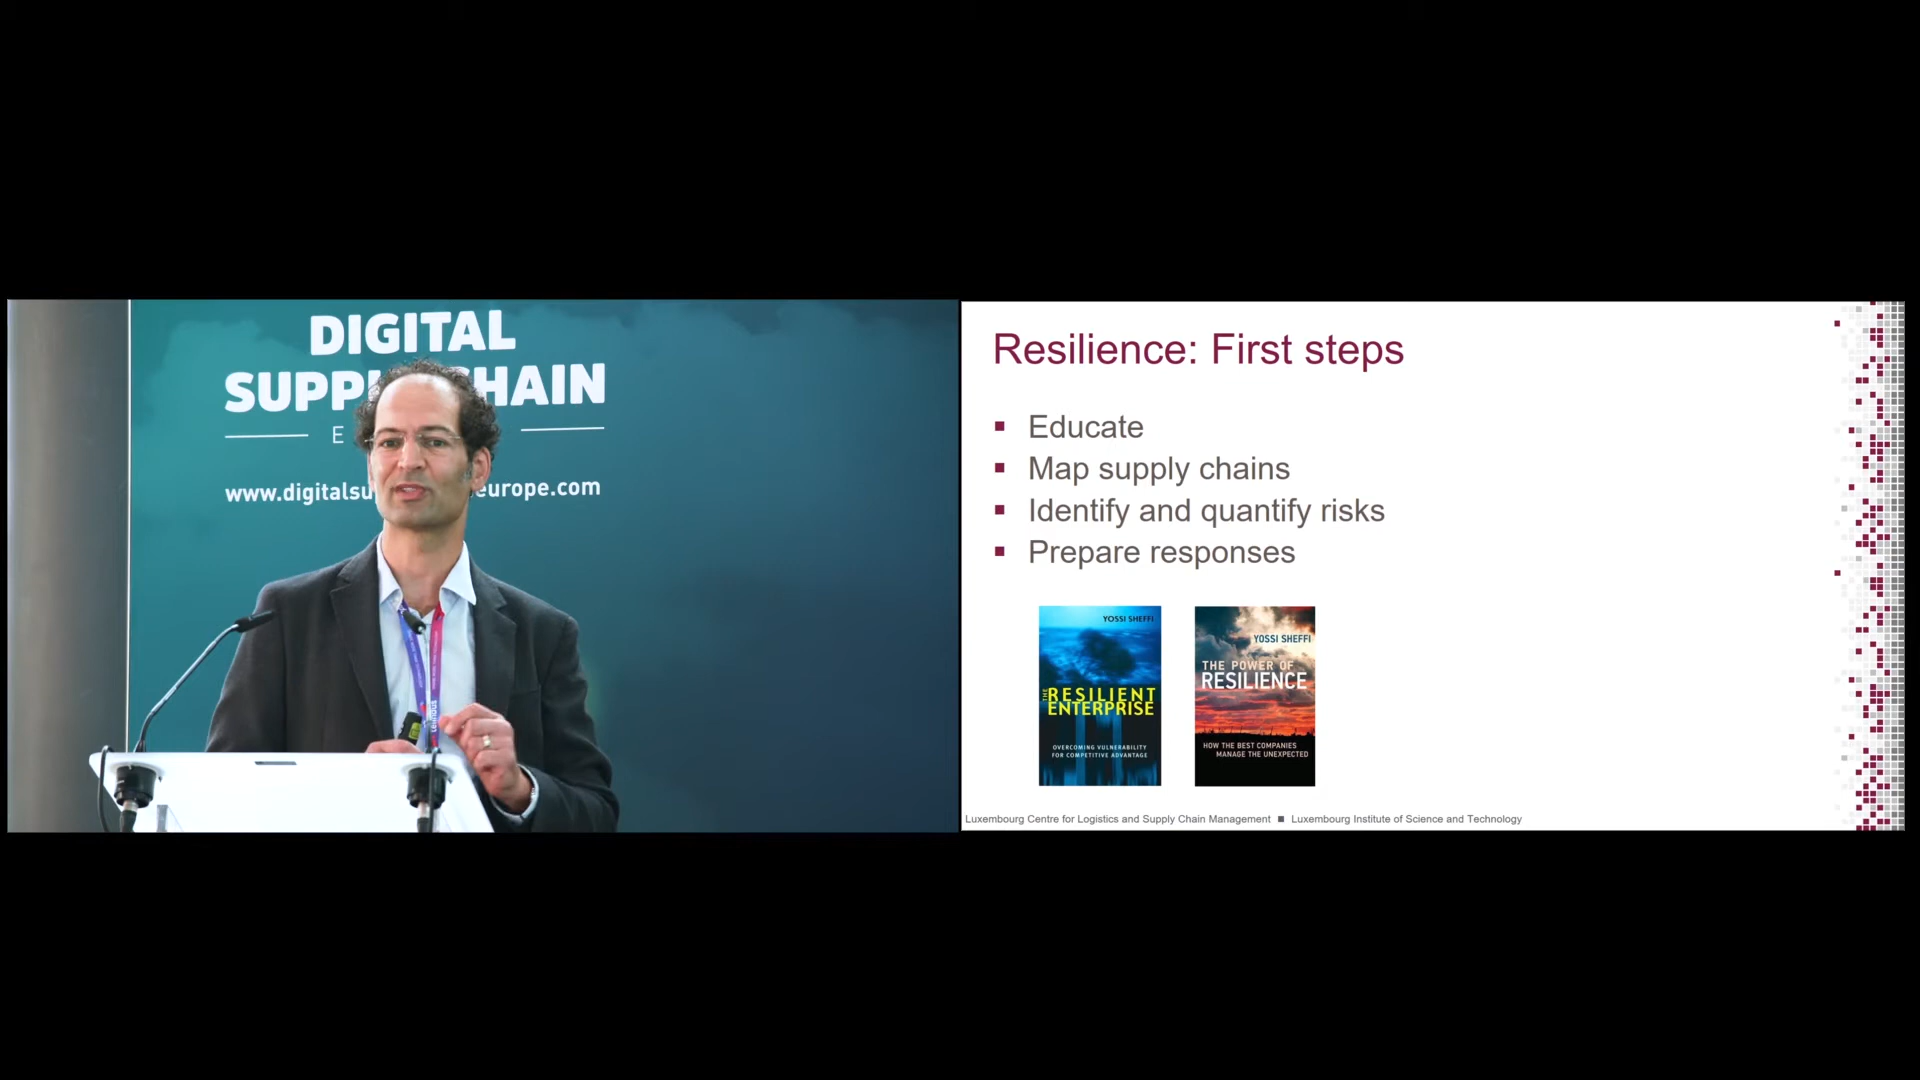 DIGITAL
SUPP CHAIN
E
www.digitalsu europe.com
Resilience: First steps
▪ Educate
▪ Map supply chains
▪ Identify and quantify risks
▪ Prepare responses
YOSSI SHEFFI
THE RESILIENT
ENTERPRISE
OVERCOMING VULNERABILITY
FOR COMPETITIVE ADVANTAGE
YOSSI SHEFFI
THE POWER OF
RESILIENCE
HOW THE BEST COMPANIES
MANAGE THE UNEXPECTED
Luxembourg Centre for Logistics and Supply Chain Management ■ Luxembourg Institute of Science and Technology